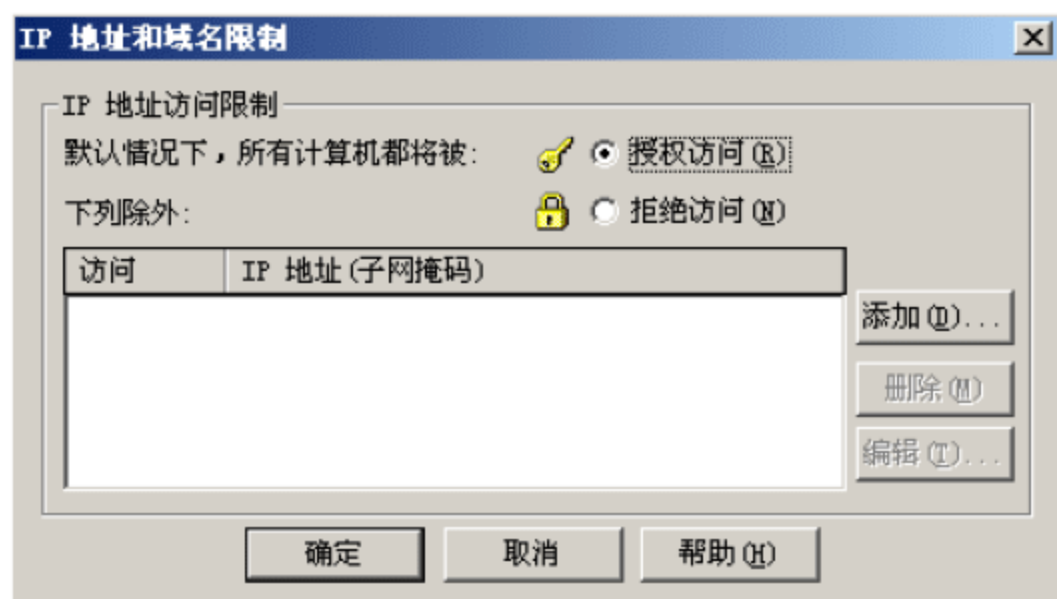 IP 地址和域名限制
IP 地址访问限制
默认情况下，所有计算机都将被: 授权访问(R)
下列除外: 拒绝访问(N)
访问 IP 地址(子网掩码)
添加(D)...
删除(M)
编辑(T)...
确定 取消 帮助(H)